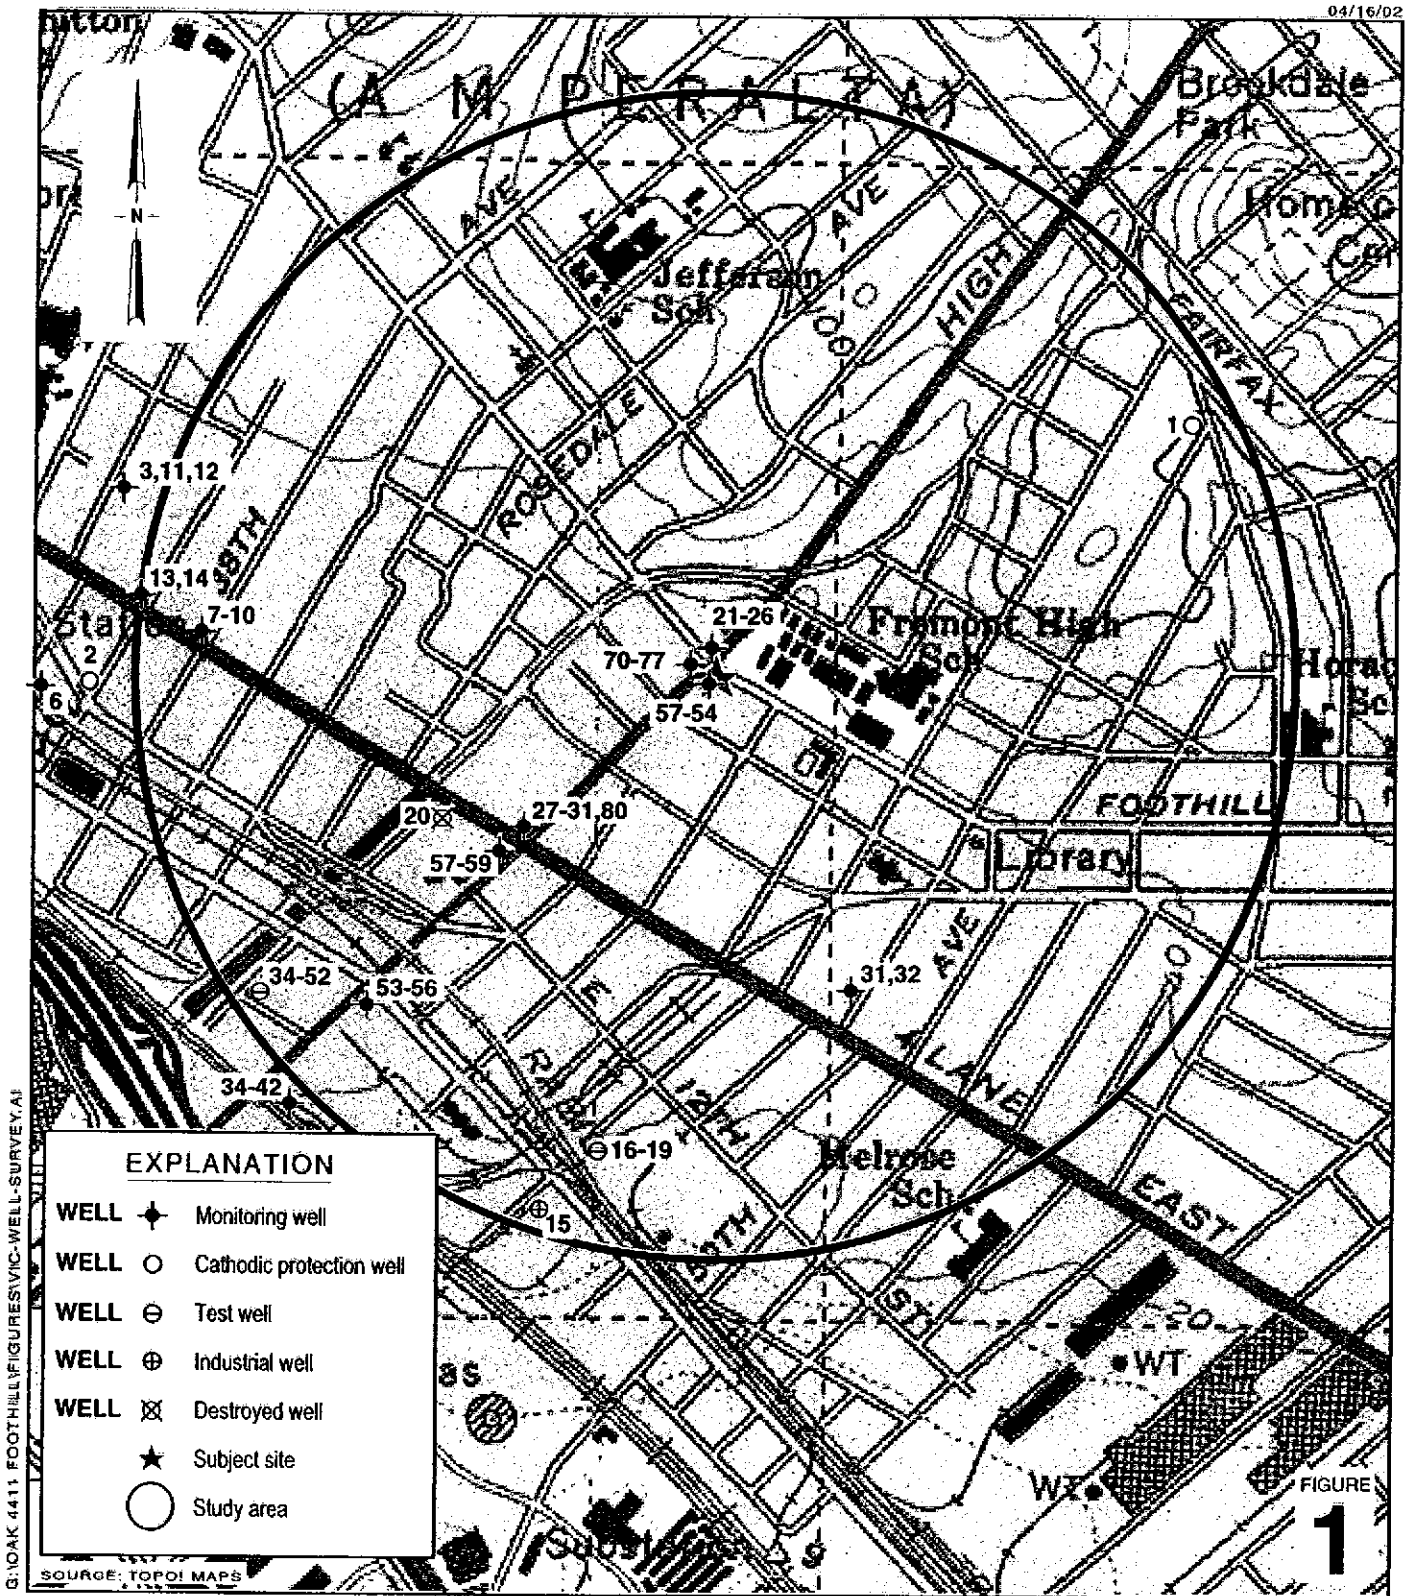 04/16/02
(A M PERALTA)
Brookdale
Park
N
AVE
AVE
Jefferson
Sch
HIGH
FAIRFAX
1
3,11,12
ROSEDALE
38TH
13,14
7-10
2
6
21-26
70-77
57-54
Fremont High
Sch
FOOTHILL
Library
20
27-31,80
57-59
34-52
53-56
31,32
AVE
34-42
12TH
16-19
15
Melrose
Sch
50TH
ST.
EAST
20
WT
WT
EXPLANATION
WELL Monitoring well
WELL Cathodic protection well
WELL Test well
WELL Industrial well
WELL Destroyed well
Subject site
Study area
SOURCE: TOPO! MAPS
FIGURE
1
G:\OAK 4411 FOOTHILL\FIGURES\VIC-WELL-SURVEY.AI